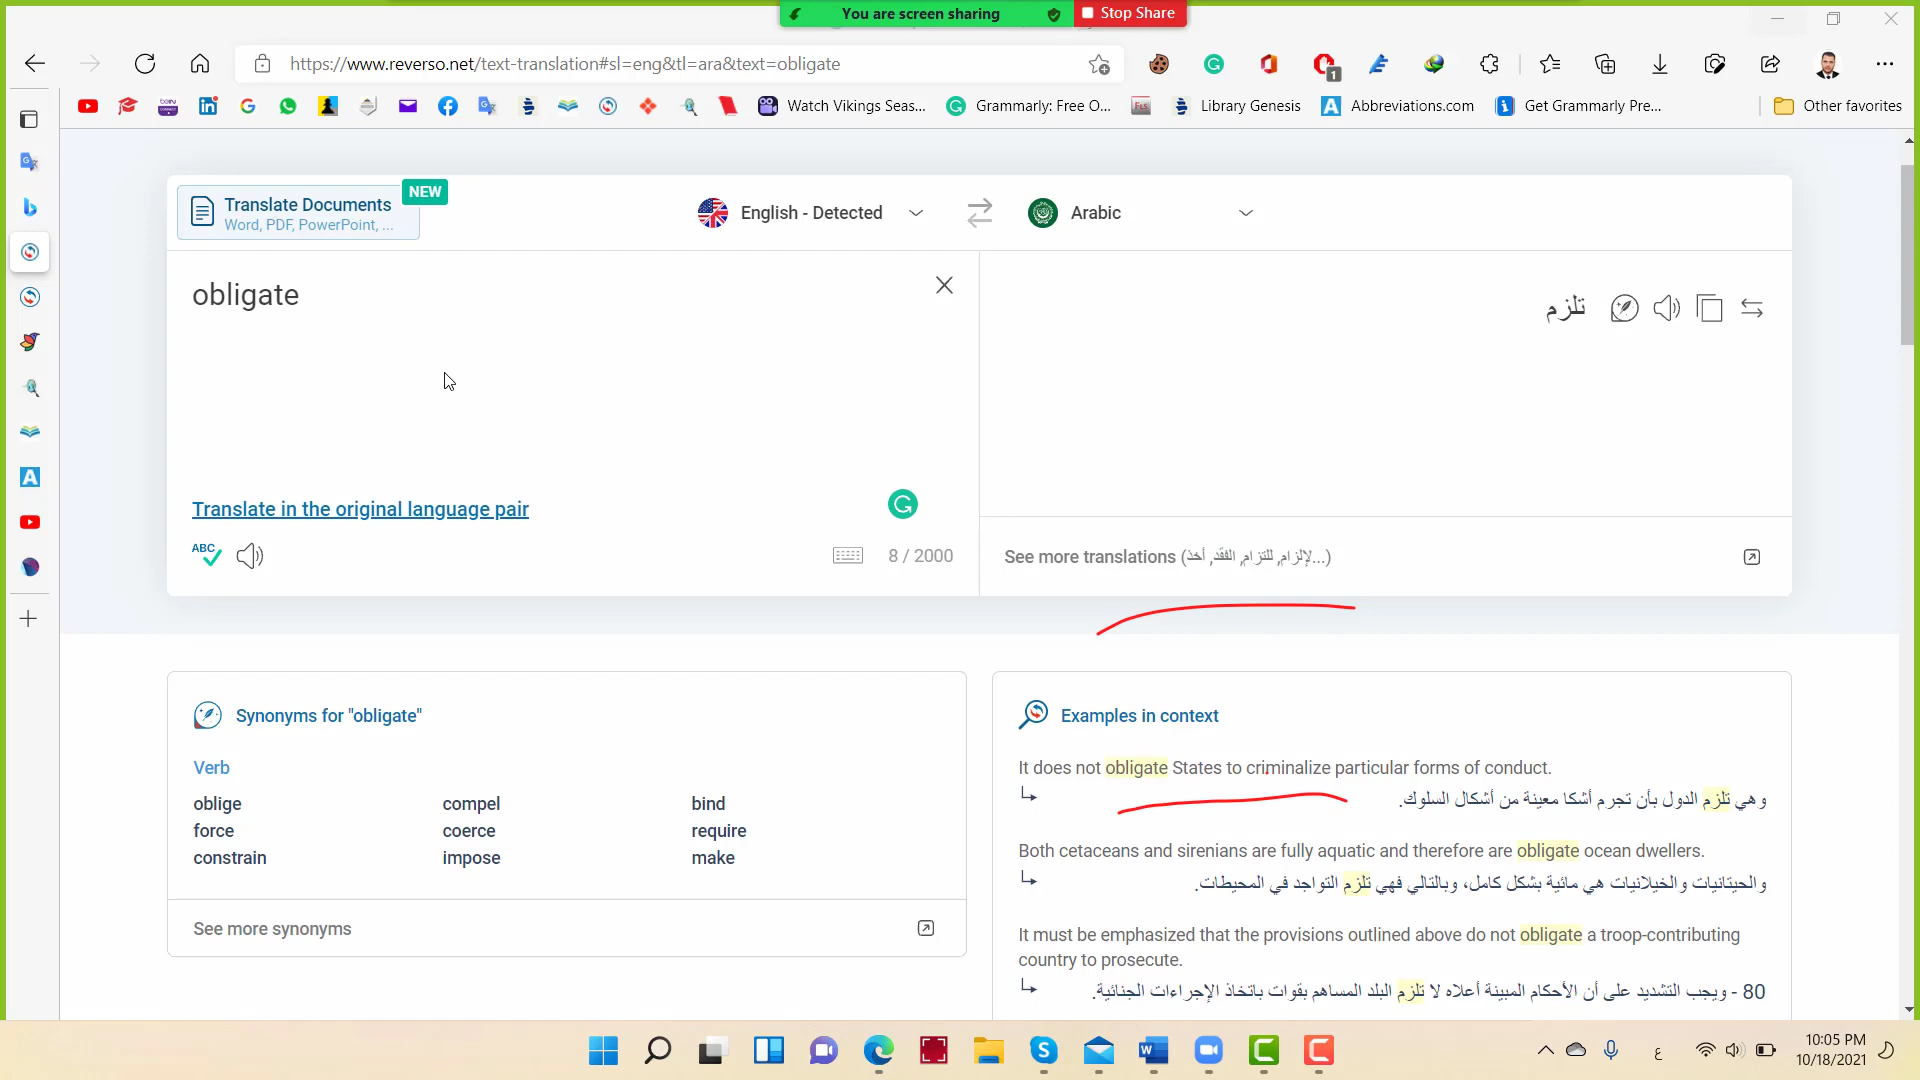 You are screen sharing
Stop Share
https://www.reverso.net/text-translation#sl=eng&tl=ara&text=obligate
1
Watch Vikings Seas...
Grammarly: Free O...
Library Genesis
Abbreviations.com
Get Grammarly Pre...
Other favorites
Translate Documents
NEW
Word, PDF, PowerPoint, ...
English - Detected
Arabic
obligate
تلزم
Translate in the original language pair
ABC
8 / 2000
See more translations (لإلزام, للتزام, الفقد, أخذ...)
Synonyms for "obligate"
Verb
oblige compel bind
force coerce require
constrain impose make
See more synonyms
Examples in context
It does not obligate States to criminalize particular forms of conduct.
وهي تلزم الدول بأن تجرم أشكا معينة من أشكال السلوك.
Both cetaceans and sirenians are fully aquatic and therefore are obligate ocean dwellers.
والحيتانيات والخيلانيات هي مائية بشكل كامل، وبالتالي فهي تلزم التواجد في المحيطات.
It must be emphasized that the provisions outlined above do not obligate a troop-contributing
country to prosecute.
80 - ويجب التشديد على أن الأحكام المبينة أعلاه لا تلزم البلد المساهم بقوات باتخاذ الإجراءات الجنائية.
ع
10:05 PM
10/18/2021